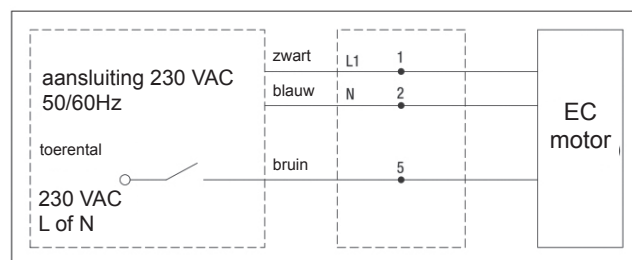 aansluiting 230 VAC
50/60Hz
toerental
230 VAC
L of N
zwart
blauw
bruin
L1
1
N
2
5
EC
motor